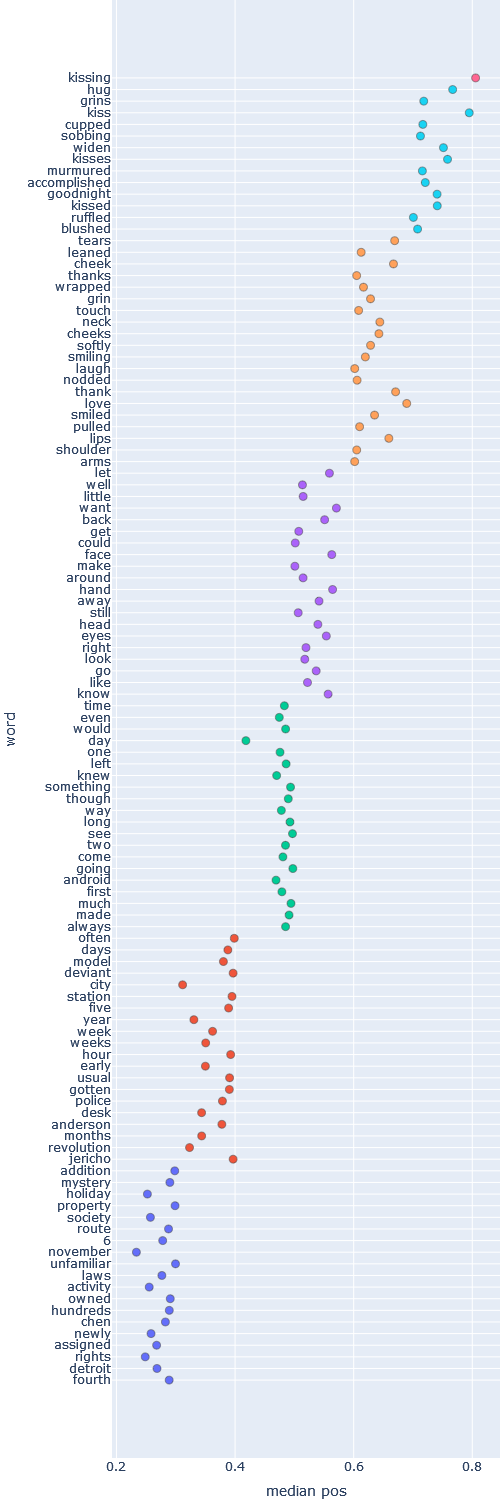 kissing
hug
grins
kiss
cupped
sobbing
widen
kisses
murmured
accomplished
goodnight
kissed
ruffled
blushed
tears
leaned
cheek
thanks
wrapped
grin
touch
neck
cheeks
softly
smiling
laugh
nodded
thank
love
smiled
pulled
lips
shoulder
arms
let
well
little
want
back
get
could
face
make
around
hand
away
still
head
eyes
right
look
go
like
know
time
even
would
day
one
left
knew
something
though
way
long
see
two
come
going
android
first
much
made
always
often
days
model
deviant
city
station
five
year
week
weeks
hour
early
usual
gotten
police
desk
anderson
months
revolution
jericho
addition
mystery
holiday
property
society
route
6
november
unfamiliar
laws
activity
owned
hundreds
chen
newly
assigned
rights
detroit
fourth
word
0.2 0.4 0.6 0.8
median pos